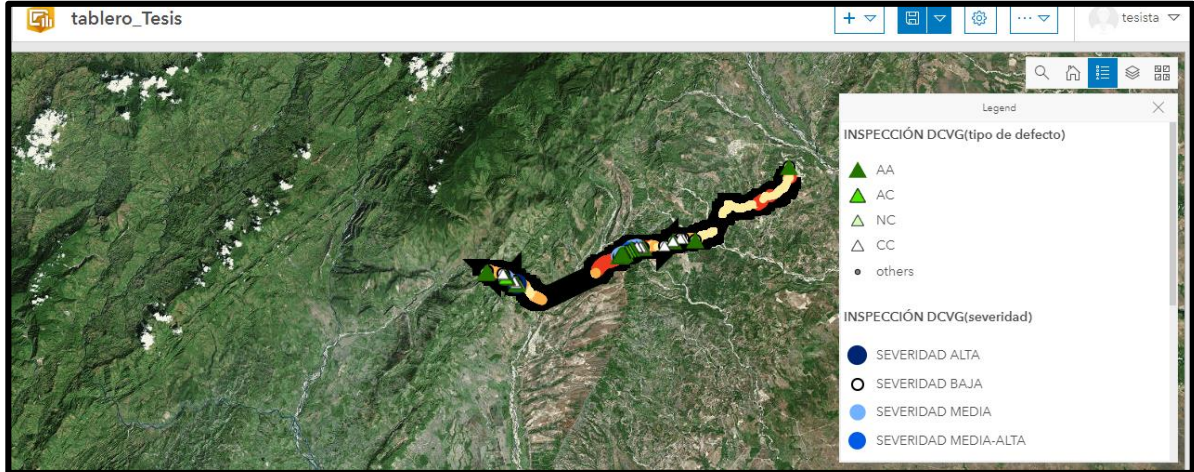 tablero_Tesis
tesista
Legend
INSPECCIÓN DCVG(tipo de defecto)
AA
AC
NC
CC
others
INSPECCIÓN DCVG(severidad)
SEVERIDAD ALTA
SEVERIDAD BAJA
SEVERIDAD MEDIA
SEVERIDAD MEDIA-ALTA